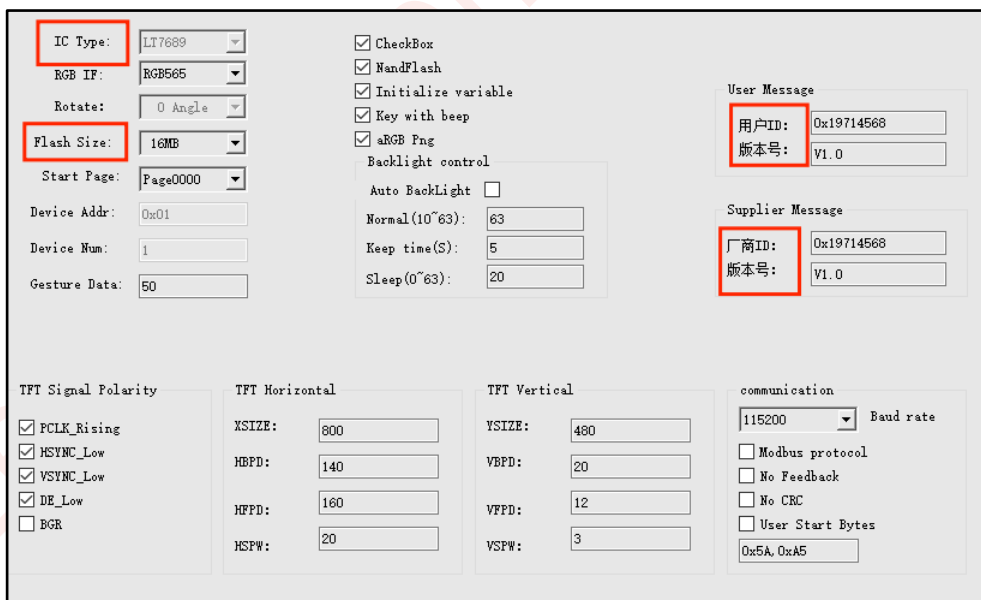 IC Type: LT7689
RGB IF: RGB565
Rotate: 0 Angle
Flash Size: 16MB
Start Page: Page0000
Device Addr: 0x01
Device Num: 1
Gesture Data: 50
CheckBox
NandFlash
Initialize variable
Key with beep
aRGB Png
Backlight control
Auto BackLight
Normal(10~63): 63
Keep time(S): 5
Sleep(0~63): 20
User Message
用户ID: 0x19714568
版本号: V1.0
Supplier Message
厂商ID: 0x19714568
版本号: V1.0
TFT Signal Polarity
PCLK_Rising
HSYNC_Low
VSYNC_Low
DE_Low
BGR
TFT Horizontal
XSIZE: 800
HBPD: 140
HFPD: 160
HSPW: 20
TFT Vertical
YSIZE: 480
VBPD: 20
VFPD: 12
VSPW: 3
communication
115200 Baud rate
Modbus protocol
No Feedback
No CRC
User Start Bytes
0x5A,0xA5